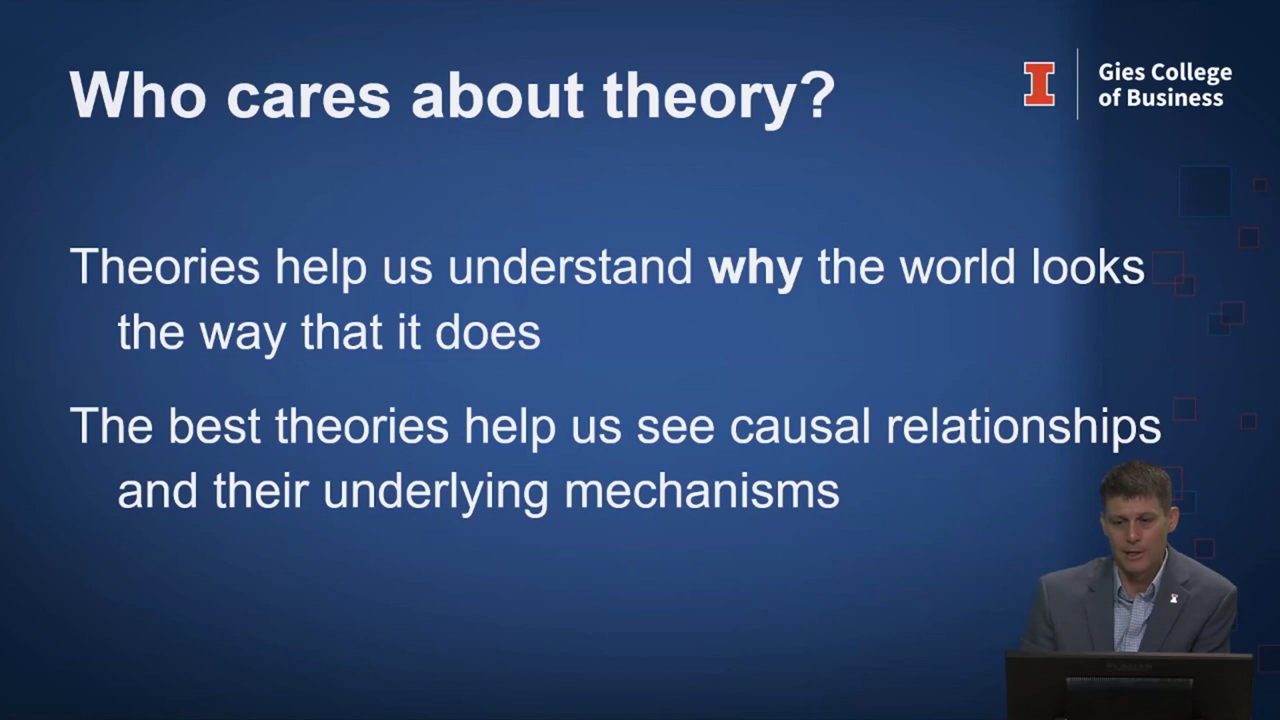 Who cares about theory?
I
Gies College
of Business
Theories help us understand why the world looks
the way that it does
The best theories help us see causal relationships
and their underlying mechanisms